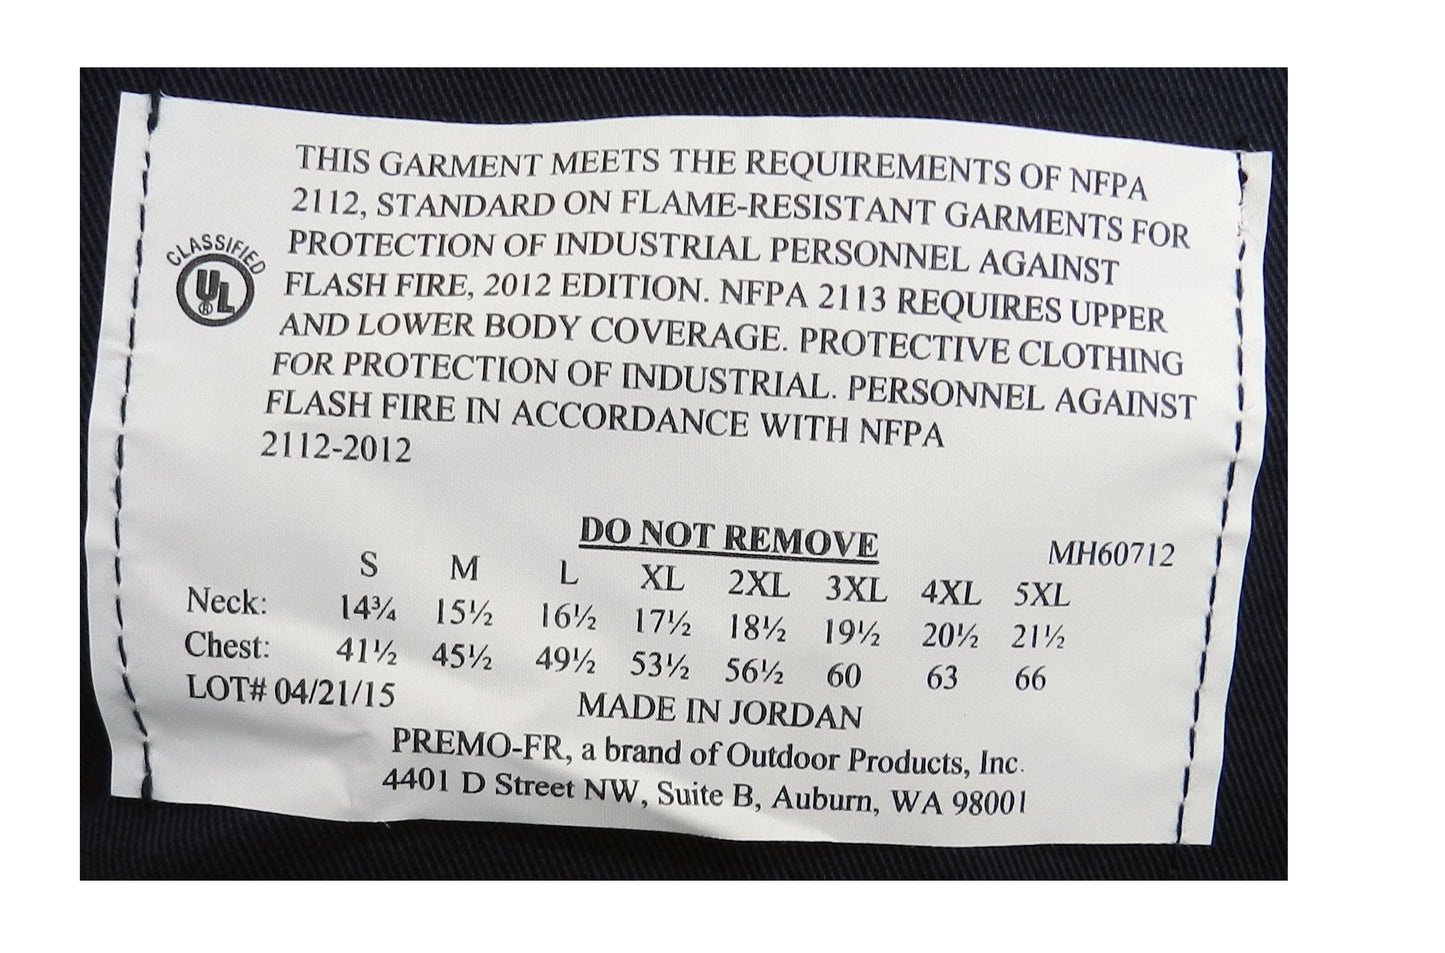 THIS GARMENT MEETS THE REQUIREMENTS OF NFPA
2112, STANDARD ON FLAME-RESISTANT GARMENTS FOR
PROTECTION OF INDUSTRIAL PERSONNEL AGAINST
FLASH FIRE, 2012 EDITION. NFPA 2113 REQUIRES UPPER
AND LOWER BODY COVERAGE. PROTECTIVE CLOTHING
FOR PROTECTION OF INDUSTRIAL. PERSONNEL AGAINST
FLASH FIRE IN ACCORDANCE WITH NFPA
2112-2012
CLASSIFIED
UL
®
DO NOT REMOVE
MH60712
S M L XL 2XL 3XL 4XL 5XL
Neck: 14¾ 15½ 16½ 17½ 18½ 19½ 20½ 21½
Chest: 41½ 45½ 49½ 53½ 56½ 60 63 66
LOT# 04/21/15
MADE IN JORDAN
PREMO-FR, a brand of Outdoor Products, Inc.
4401 D Street NW, Suite B, Auburn, WA 98001